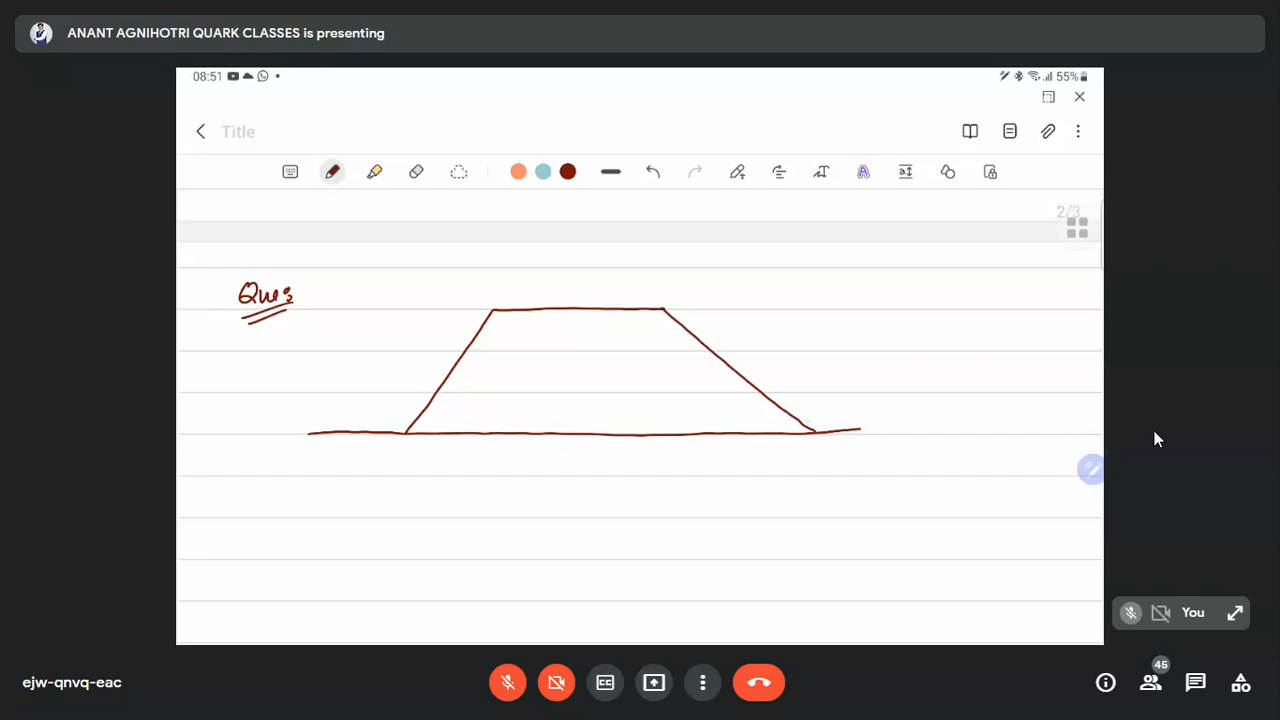 ANANT AGNIHOTRI QUARK CLASSES is presenting
08:51 55%
Title
2/3
Ques
You
45
ejw-qnvq-eac